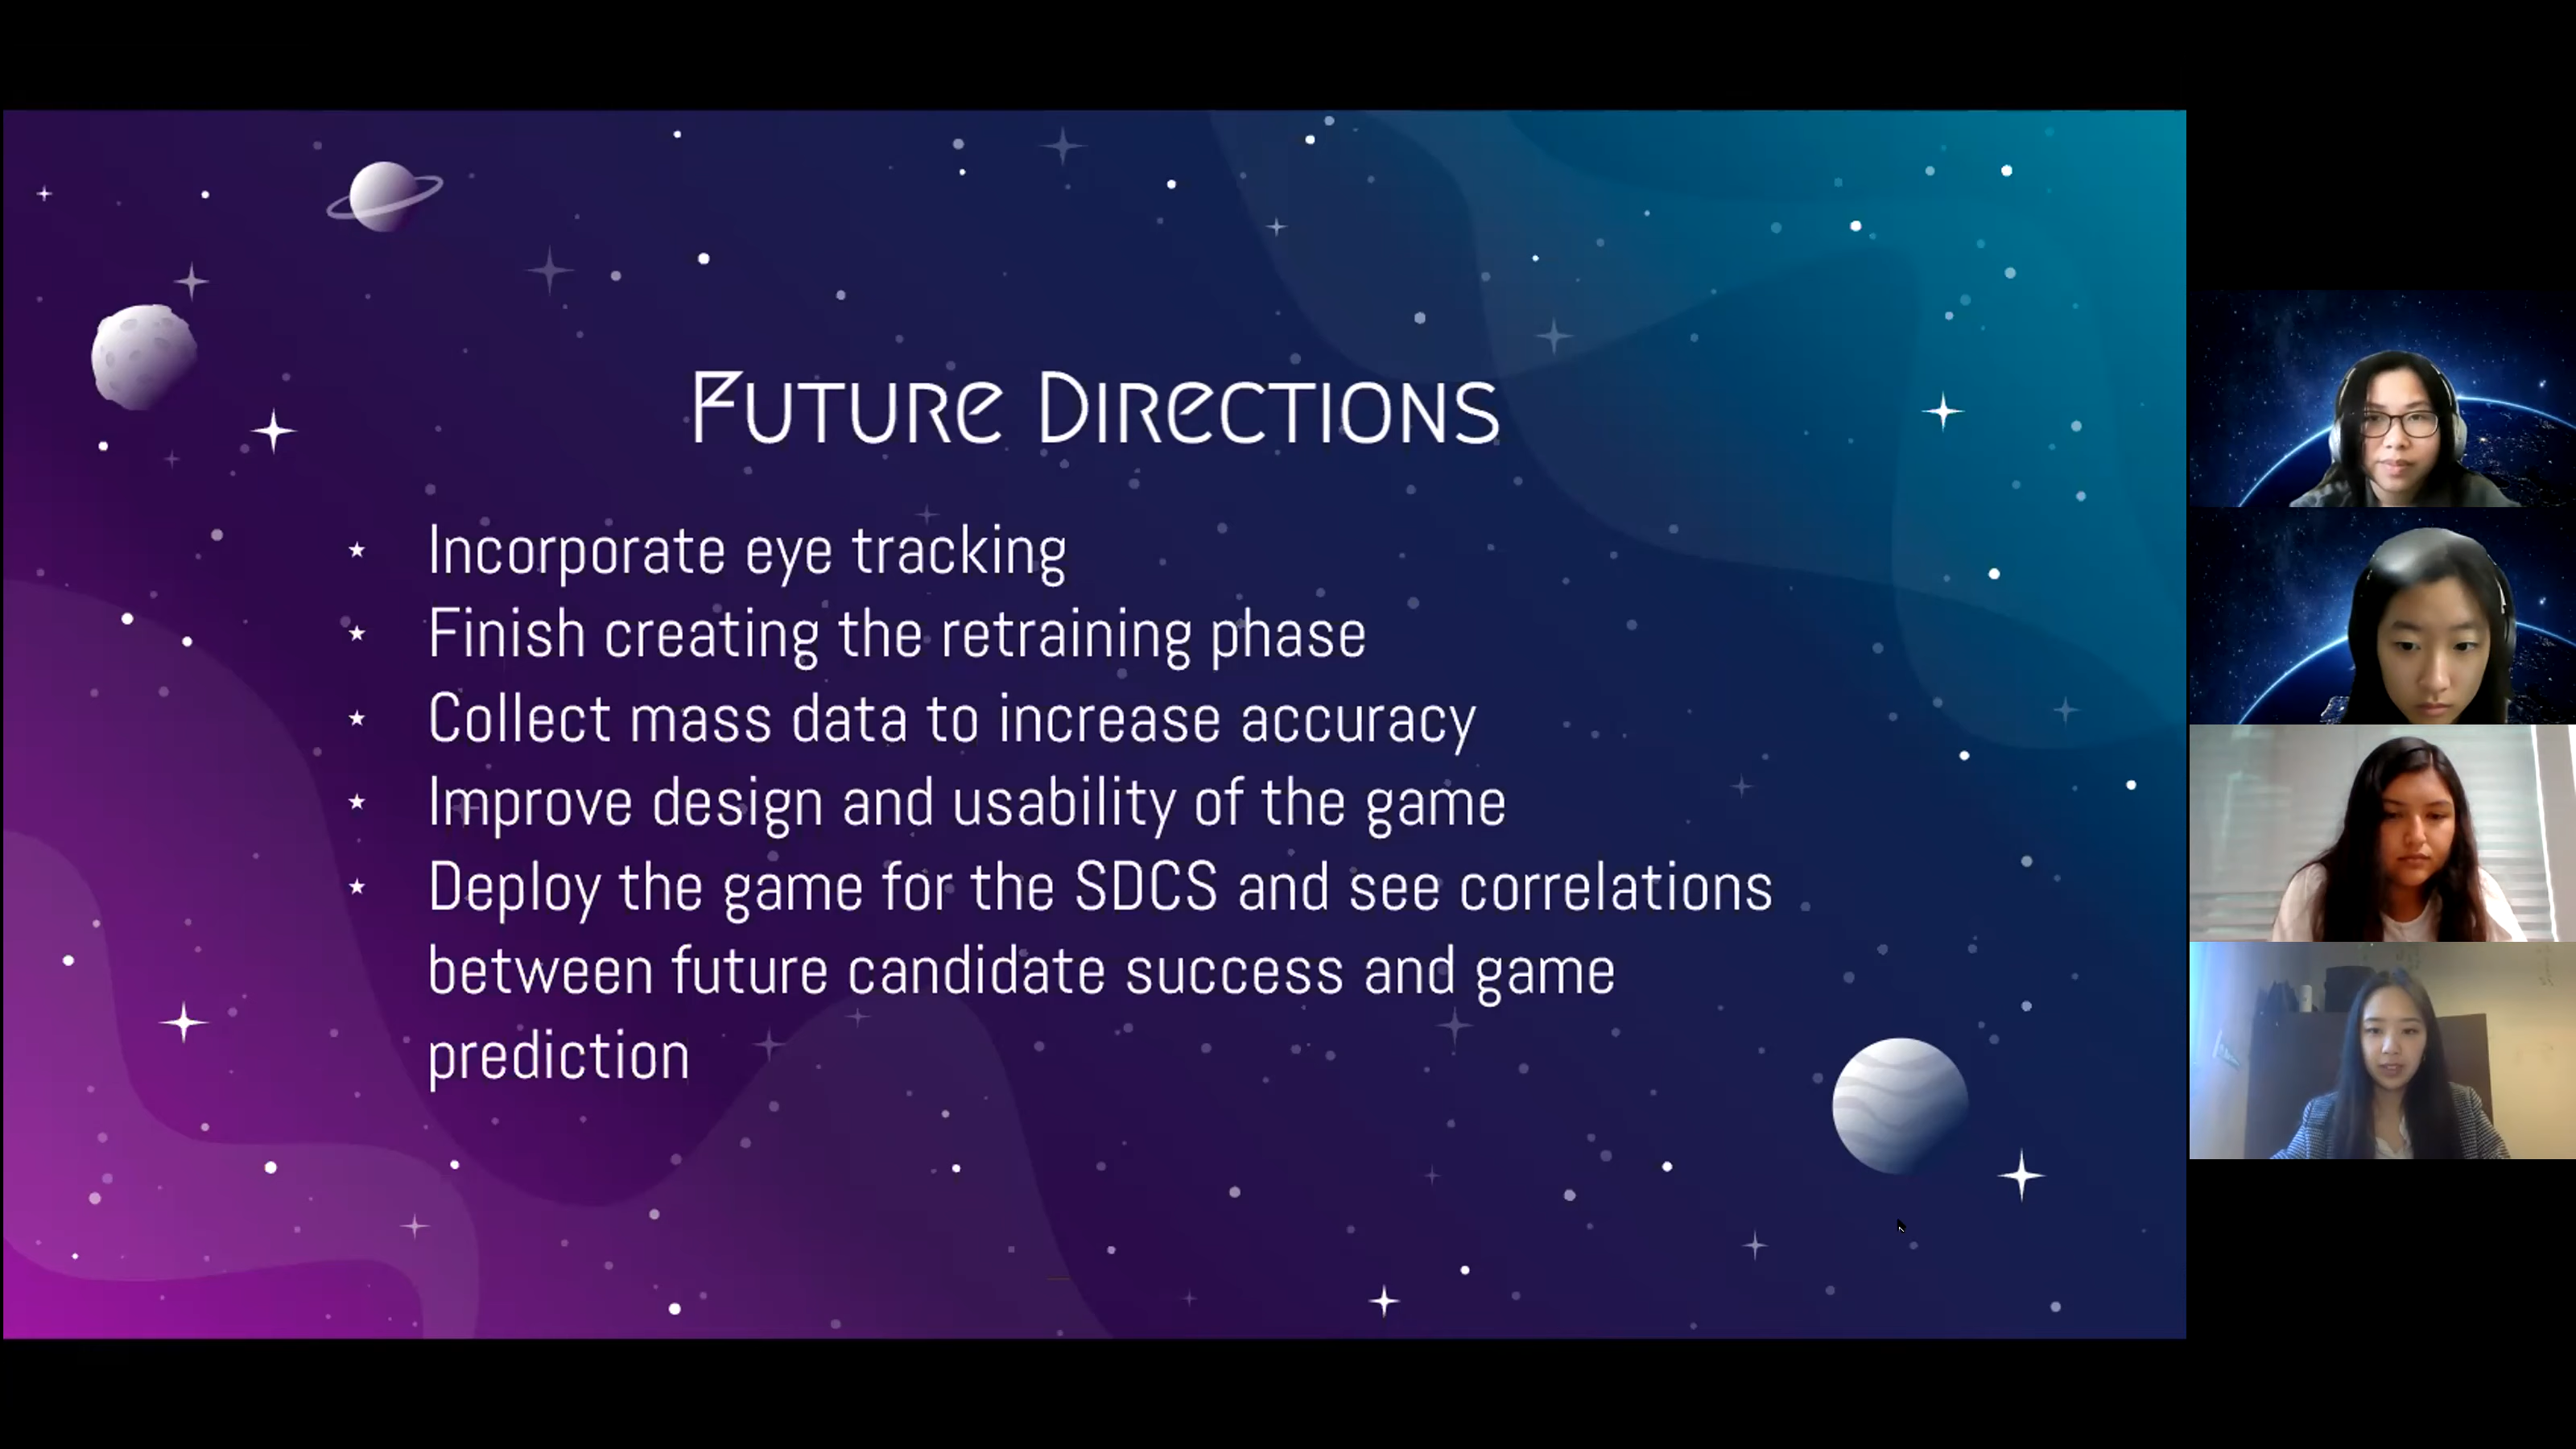 Future Directions
Incorporate eye tracking
Finish creating the retraining phase
Collect mass data to increase accuracy
Improve design and usability of the game
Deploy the game for the SDCS and see correlations
between future candidate success and game
prediction